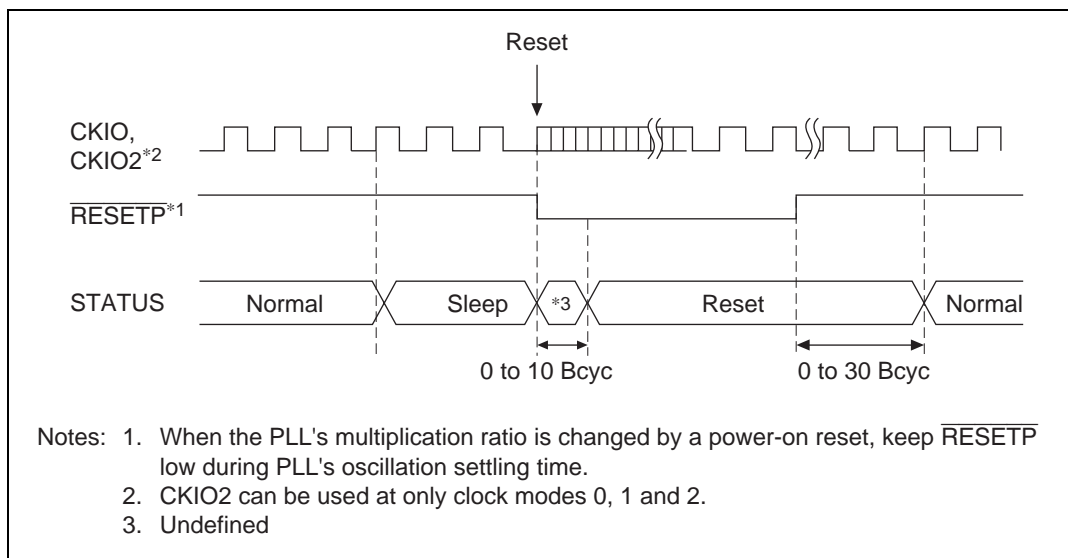 Reset
CKIO,
CKIO2*2
RESETP*1
STATUS Normal Sleep *3 Reset Normal
0 to 10 Bcyc 0 to 30 Bcyc
Notes: 1. When the PLL's multiplication ratio is changed by a power-on reset, keep RESETP
low during PLL's oscillation settling time.
2. CKIO2 can be used at only clock modes 0, 1 and 2.
3. Undefined